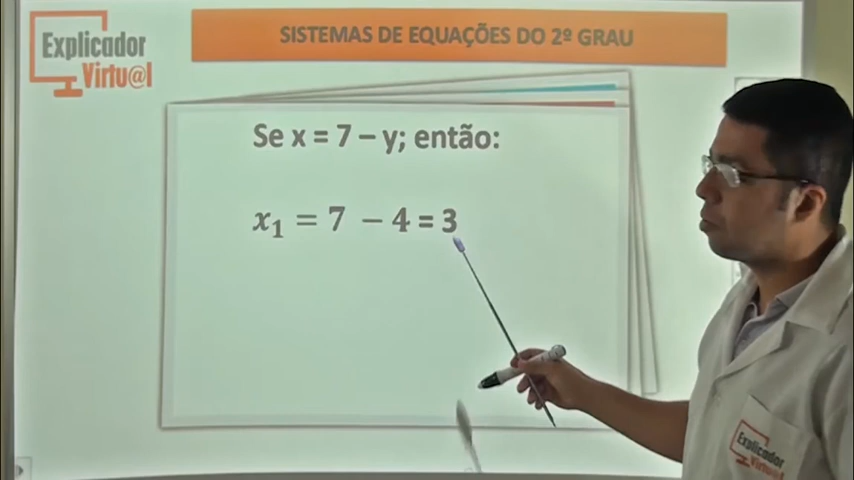 Explicador
Virtu@l
SISTEMAS DE EQUAÇÕES DO 2º GRAU
Se x = 7 – y; então:
x₁ = 7 − 4 = 3
Explicador
Virtu@l